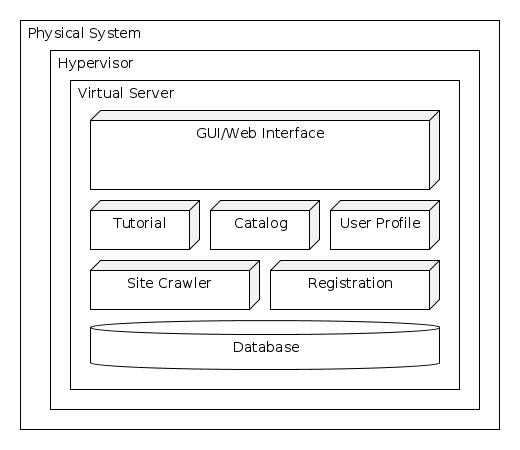 Physical System
Hypervisor
Virtual Server
GUI/Web Interface
Tutorial
Catalog
User Profile
Site Crawler
Registration
Database